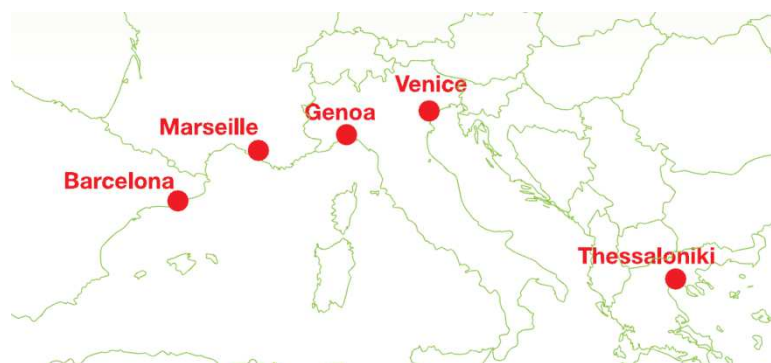 Venice
Genoa
Marseille
Barcelona
Thessaloniki